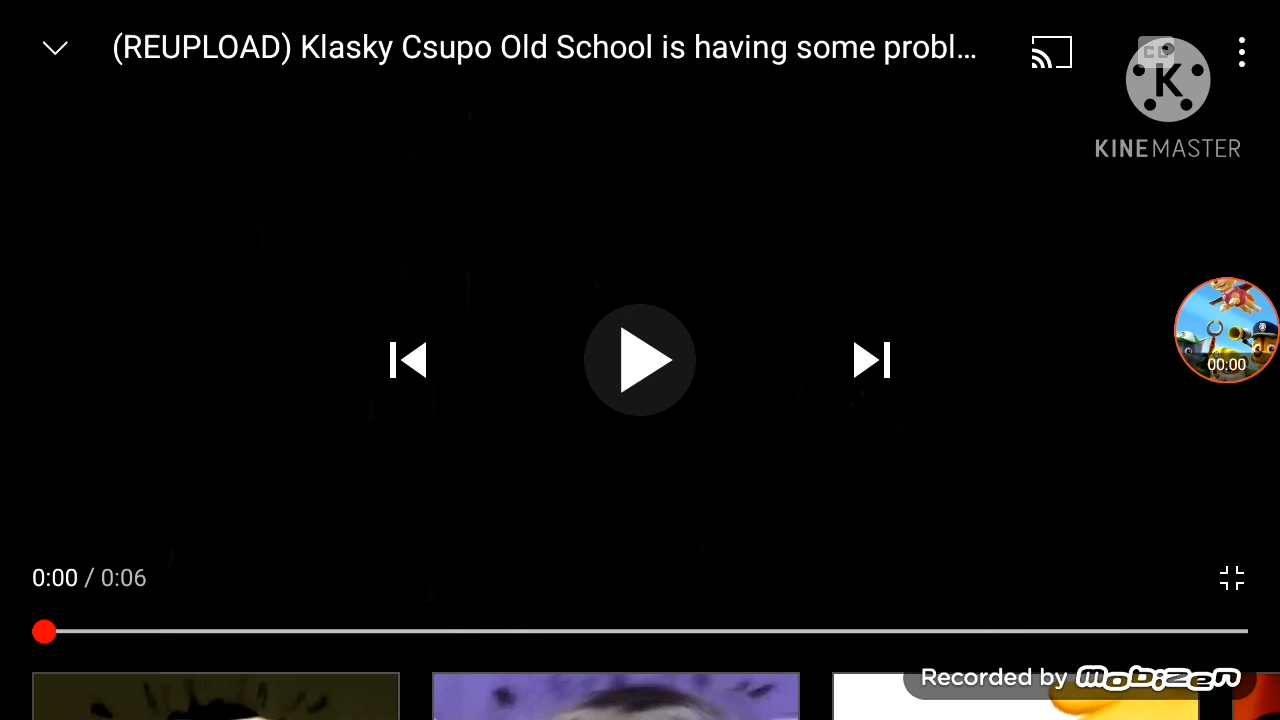 (REUPLOAD) Klasky Csupo Old School is having some probl...
CC
K
KINEMASTER
00:00
0:00 / 0:06
Recorded by mobizen